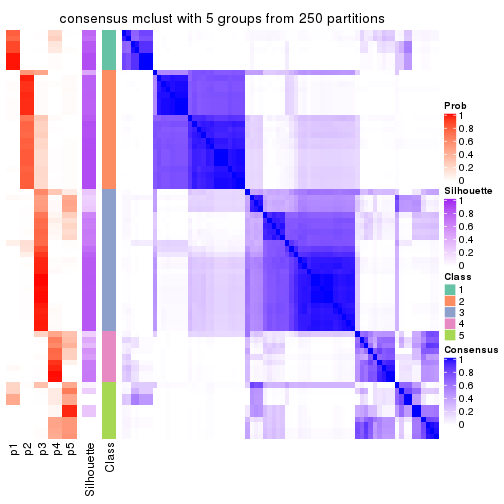 consensus mclust with 5 groups from 250 partitions
Prob
1
0.8
0.6
0.4
0.2
0
Silhouette
1
0.8
0.6
0.4
0.2
0
Class
1
2
3
4
5
Consensus
1
0.8
0.6
0.4
0.2
0
p1
p2
p3
p4
p5
Silhouette
Class